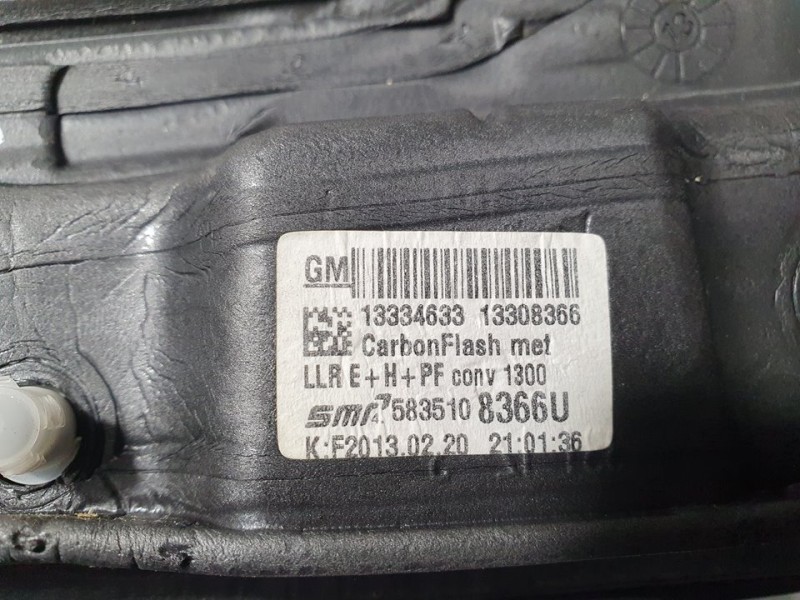 GM
13334633 13308366
CarbonFlash met
LLR E+H+PF conv 1300
SMR 583510 8366U
K:F2013.02.20 21:01:36